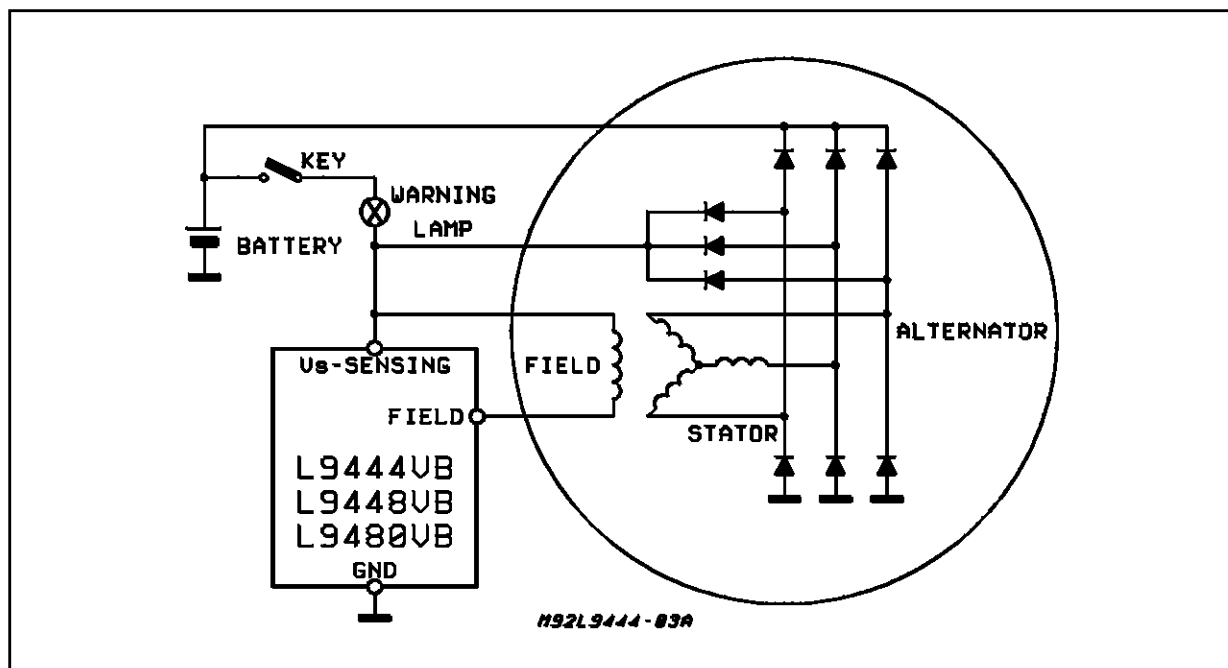 KEY
WARNING
LAMP
BATTERY
ALTERNATOR
Vs-SENSING
FIELD
FIELD
STATOR
L9444VB
L9448VB
L9480VB
GND
M92L9444-03A